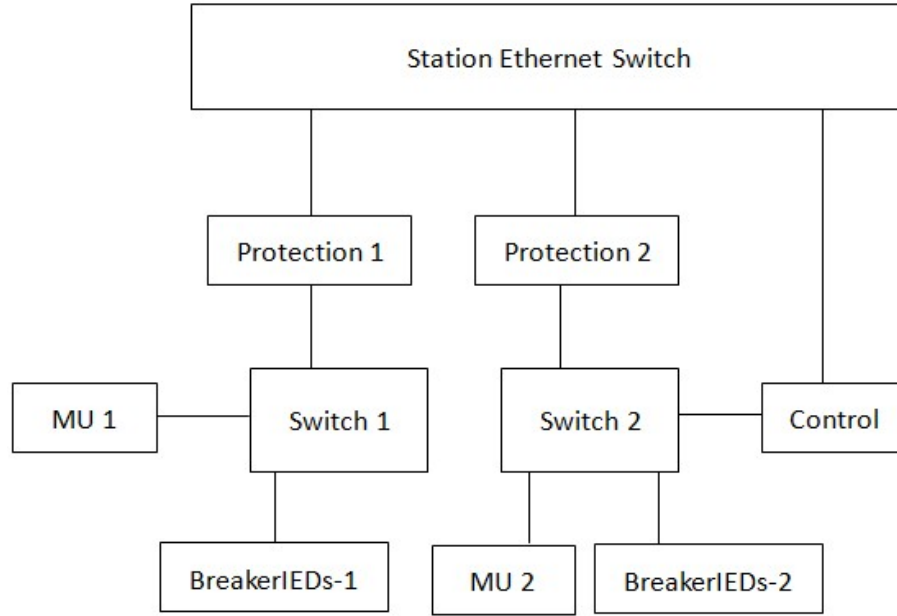 Station Ethernet Switch
Protection 1
Protection 2
MU 1
Switch 1
Switch 2
Control
BreakerIEDs-1
MU 2
BreakerIEDs-2